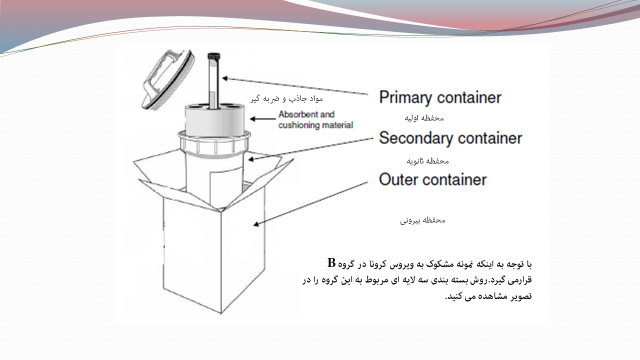 مواد جاذب و ضربه گیر
Absorbent and
cushioning material
Primary container
محفظه اولیه
Secondary container
محفظه ثانویه
Outer container
محفظه بیرونی
با توجه به اینکه نمونه مشکوک به ویروس کرونا در گروه B
قرارمی گیرد.روش بسته بندی سه لایه ای مربوط به این گروه را در
تصویر مشاهده می کنید.